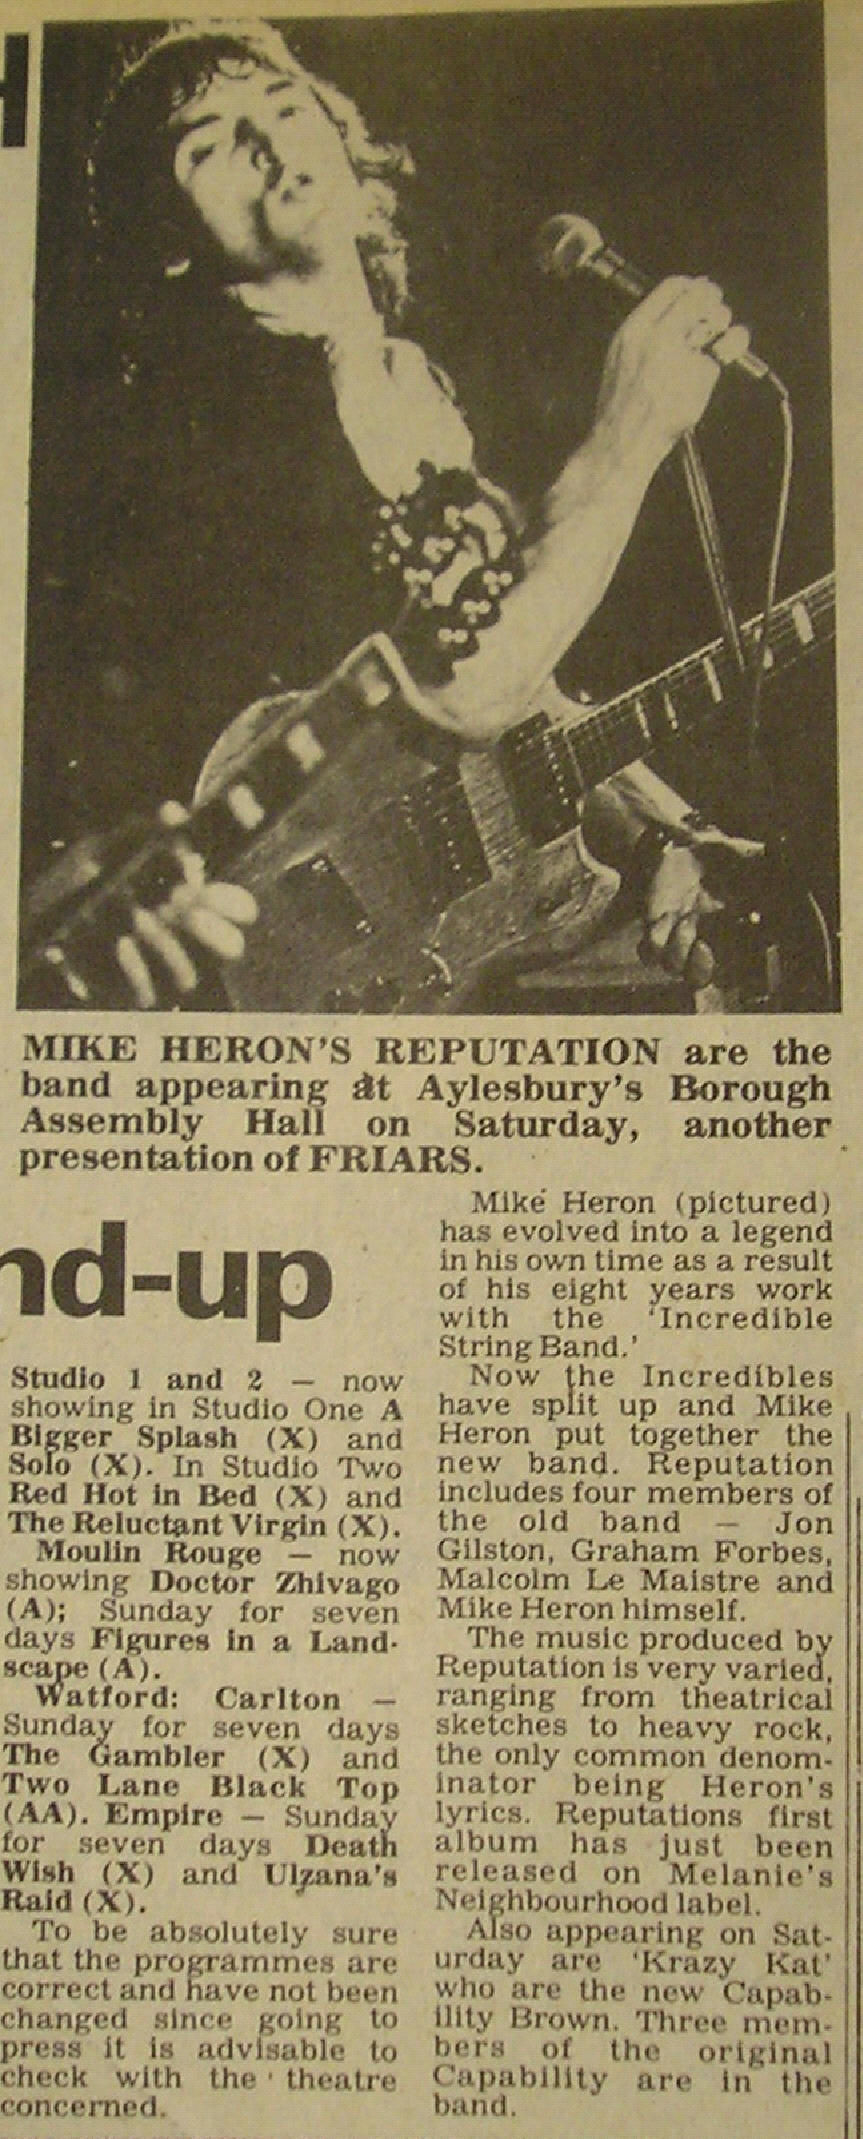 H
MIKE HERON'S REPUTATION are the
band appearing at Aylesbury's Borough
Assembly Hall on Saturday, another
presentation of FRIARS.
nd-up
Studio 1 and 2 — now
showing in Studio One A
Bigger Splash (X) and
Solo (X). In Studio Two
Red Hot in Bed (X) and
The Reluctant Virgin (X).
Moulin Rouge — now
showing Doctor Zhivago
(A); Sunday for seven
days Figures in a Land-
scape (A).
Watford: Carlton —
Sunday for seven days
The Gambler (X) and
Two Lane Black Top
(AA). Empire — Sunday
for seven days Death
Wish (X) and Ulzana's
Raid (X).
To be absolutely sure
that the programmes are
correct and have not been
changed since going to
press it is advisable to
check with the theatre
concerned.
Mike Heron (pictured)
has evolved into a legend
in his own time as a result
of his eight years work
with the 'Incredible
String Band.'
Now the Incredibles
have split up and Mike
Heron put together the
new band. Reputation
includes four members of
the old band — Jon
Gilston, Graham Forbes,
Malcolm Le Maistre and
Mike Heron himself.
The music produced by
Reputation is very varied,
ranging from theatrical
sketches to heavy rock,
the only common denom-
inator being Heron's
lyrics. Reputations first
album has just been
released on Melanie's
Neighbourhood label.
Also appearing on Sat-
urday are 'Krazy Kat'
who are the new Capab-
ility Brown. Three mem-
bers of the original
Capability are in the
band.